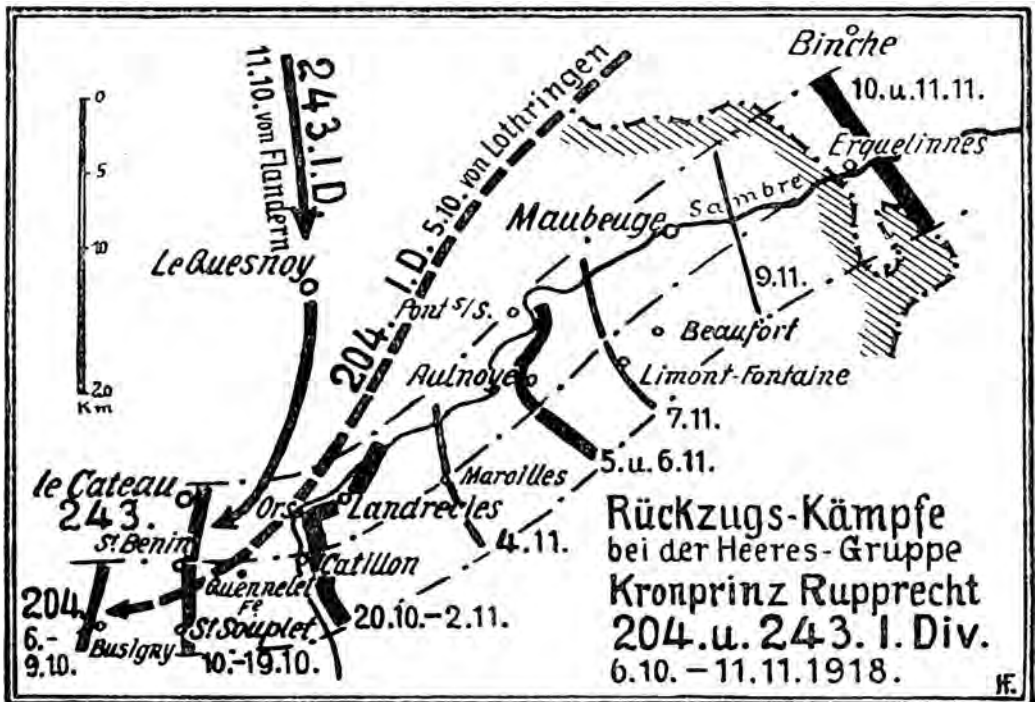 Binche
10. u. 11. 11.
Erquelinnes
Sambre
Maubeuge
9.11.
0
5
10
20
Km
243. I. D.
11.10. von Flandern
204. I. D. 5.10. von Lothringen
Le Quesnoy
Pont s/S.
Beaufort
Aulnoye
Limont-Fontaine
7.11.
5. u. 6.11.
Maroilles
4.11.
le Cateau
243.
St. Benin
Ors
Landrecies
Catillon
Quennelet
Fe
204.
6.-
9.10.
Busigny
St. Souplet
10.-19.10.
20.10.-2.11.
Rückzugs-Kämpfe
bei der Heeres-Gruppe
Kronprinz Rupprecht
204. u. 243. I. Div.
6.10. - 11.11.1918.